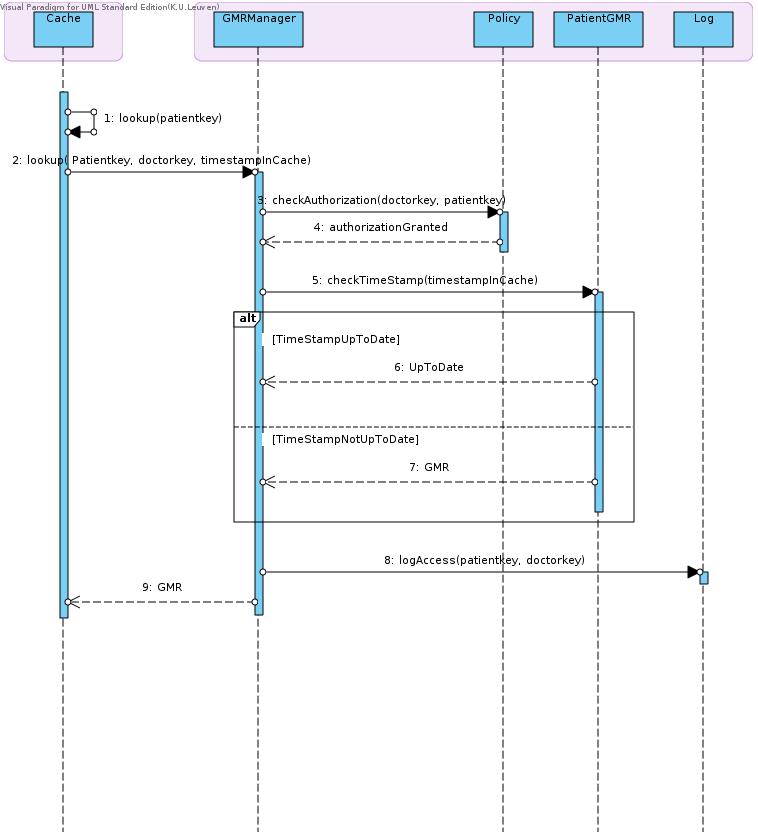 Visual Paradigm for UML Standard Edition(K.U.Leuven)
Cache
GMRManager
Policy
PatientGMR
Log
1: lookup(patientkey)
2: lookup( Patientkey, doctorkey, timestampInCache)
3: checkAuthorization(doctorkey, patientkey)
4: authorizationGranted
5: checkTimeStamp(timestampInCache)
alt
[TimeStampUpToDate]
6: UpToDate
[TimeStampNotUpToDate]
7: GMR
8: logAccess(patientkey, doctorkey)
9: GMR